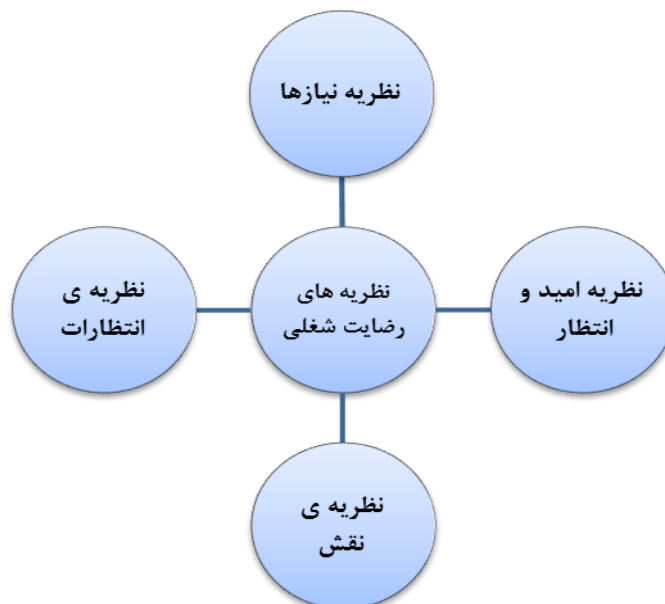 نظریه نیازها
نظریه امید و
انتظار
نظریه های
رضایت شغلی
نظریه ی
انتظارات
نظریه ی
نقش